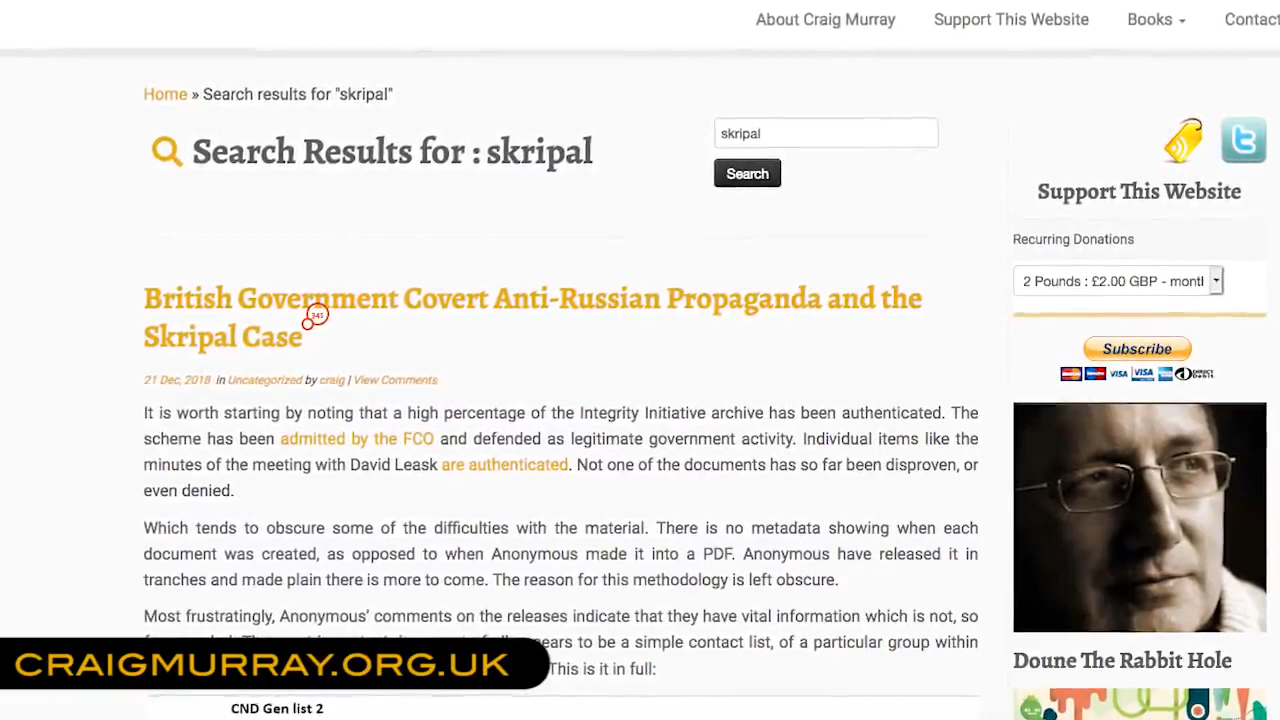 About Craig Murray Support This Website Books Contact
Home » Search results for "skripal"
Search Results for : skripal
skripal
Search
Support This Website
Recurring Donations
2 Pounds : £2.00 GBP - montl
Subscribe
VISA VISA DIRECT Debit
British Government Covert Anti-Russian Propaganda and the
Skripal Case
341
21 Dec, 2018 in Uncategorized by craig | View Comments
It is worth starting by noting that a high percentage of the Integrity Initiative archive has been authenticated. The
scheme has been admitted by the FCO and defended as legitimate government activity. Individual items like the
minutes of the meeting with David Leask are authenticated. Not one of the documents has so far been disproven, or
even denied.
Which tends to obscure some of the difficulties with the material. There is no metadata showing when each
document was created, as opposed to when Anonymous made it into a PDF. Anonymous have released it in
tranches and made plain there is more to come. The reason for this methodology is left obscure.
Most frustratingly, Anonymous' comments on the releases indicate that they have vital information which is not, so
to be a simple contact list, of a particular group within
This is it in full:
CRAIGMURRAY.ORG.UK
CND Gen list 2
Doune The Rabbit Hole